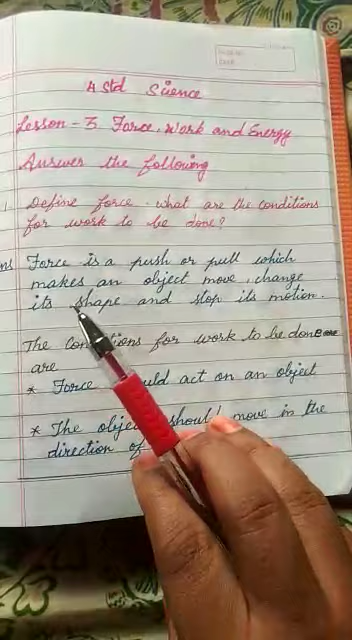 4 Std Science
Lesson - 3 Force, Work and Energy
Answer the following
1. Define force. What are the conditions
for work to be done?
Ans Force is a push or pull which
makes an object move, change
its shape and stop its motion.
The conditions for work to be done
are
* Force should act on an object
* The object should move in the
direction of